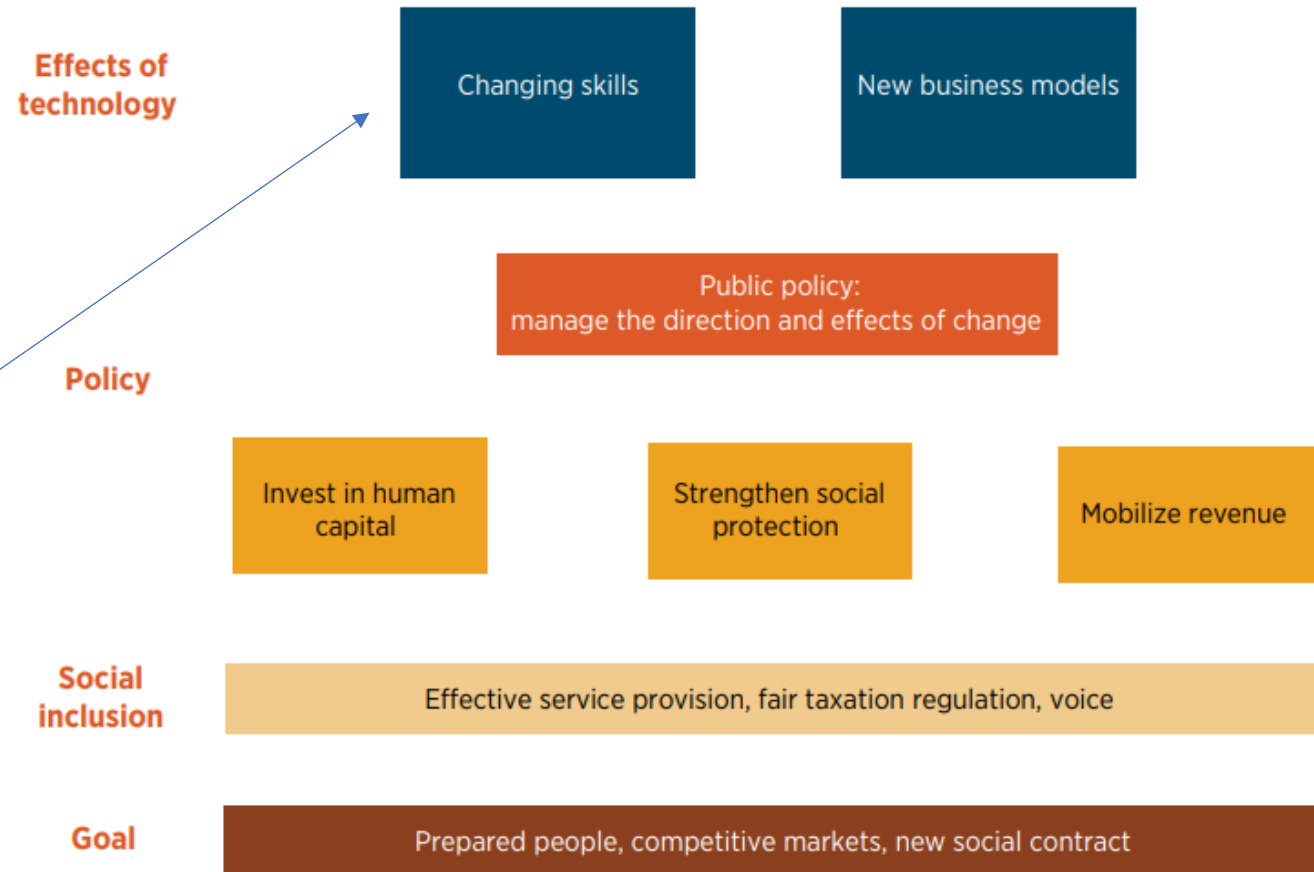 Effects of
technology
Changing skills
New business models
Public policy:
manage the direction and effects of change
Policy
Invest in human
capital
Strengthen social
protection
Mobilize revenue
Social
inclusion
Effective service provision, fair taxation regulation, voice
Goal
Prepared people, competitive markets, new social contract